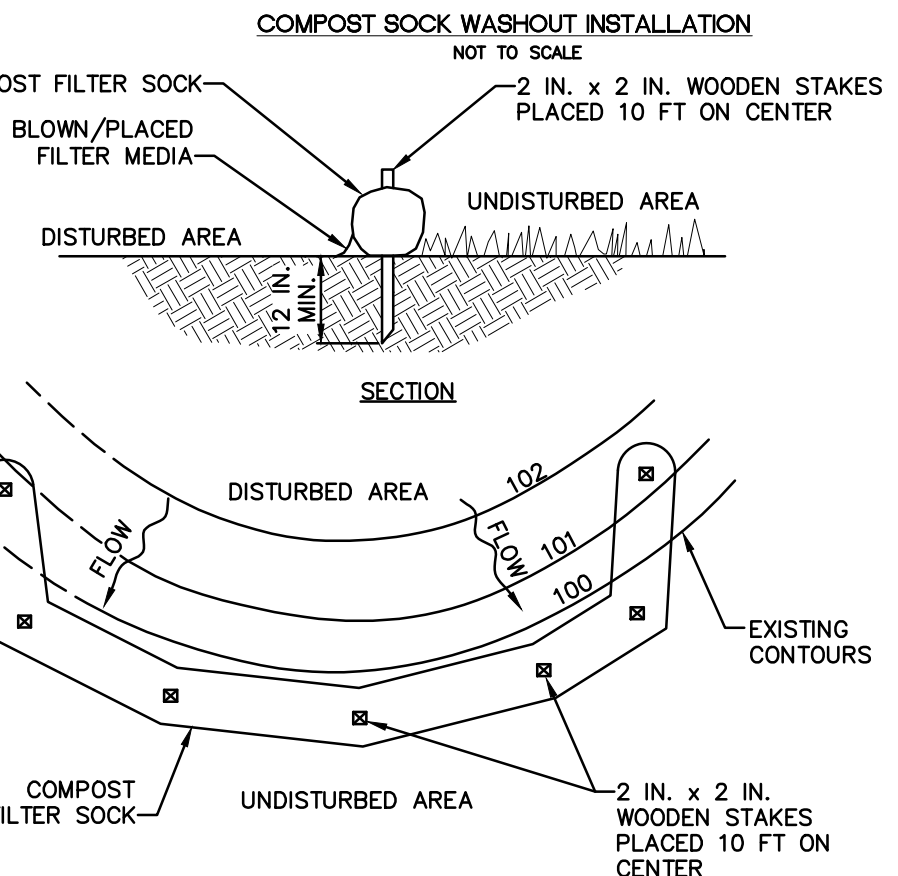 COMPOST SOCK WASHOUT INSTALLATION
NOT TO SCALE
OST FILTER SOCK
2 IN. x 2 IN. WOODEN STAKES
PLACED 10 FT ON CENTER
BLOWN/PLACED
FILTER MEDIA
UNDISTURBED AREA
DISTURBED AREA
12 IN.
MIN.
SECTION
DISTURBED AREA
102
FLOW
FLOW
101
100
EXISTING
CONTOURS
COMPOST
ILTER SOCK
UNDISTURBED AREA
2 IN. x 2 IN.
WOODEN STAKES
PLACED 10 FT ON
CENTER